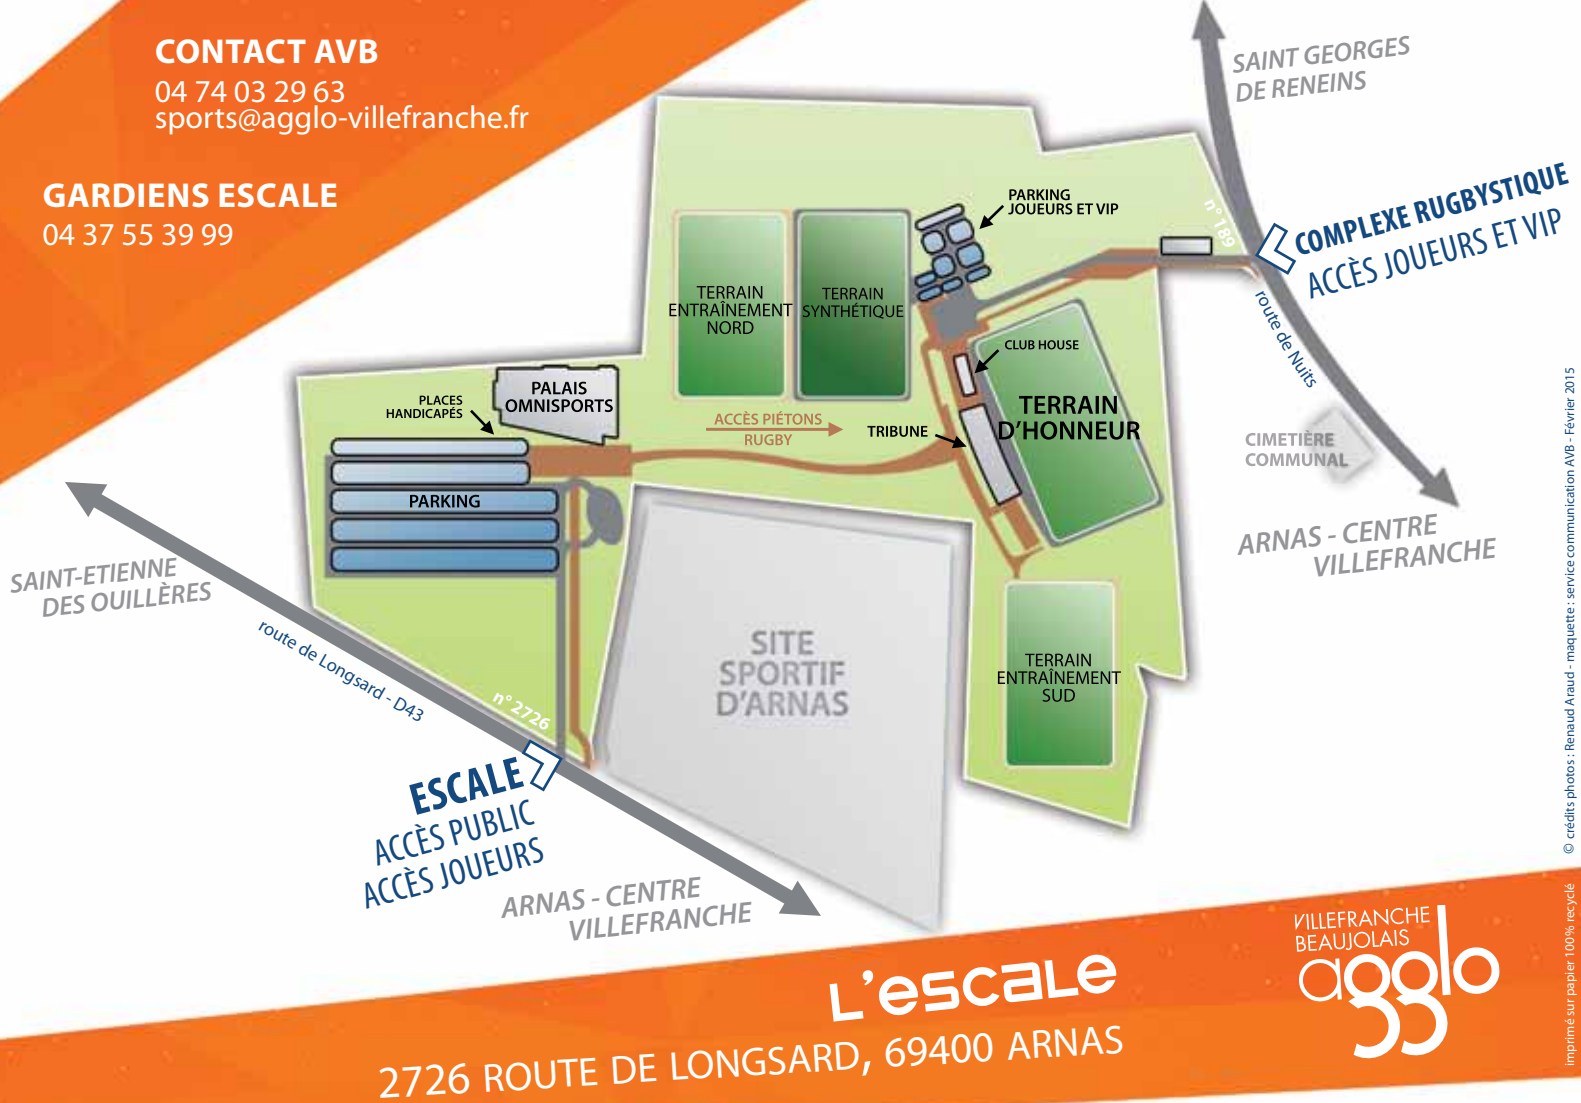 CONTACT AVB
04 74 03 29 63
sports@agglo-villefranche.fr
GARDIENS ESCALE
04 37 55 39 99
SAINT GEORGES
DE RENEINS
COMPLEXE RUGBYSTIQUE
ACCÈS JOUEURS ET VIP
n° 189
route de Nuits
PARKING
JOUEURS ET VIP
TERRAIN
ENTRAÎNEMENT
NORD
TERRAIN
SYNTHÉTIQUE
CLUB HOUSE
TERRAIN
D'HONNEUR
TRIBUNE
ACCÈS PIÉTONS
RUGBY
PALAIS
OMNISPORTS
PLACES
HANDICAPÉS
PARKING
CIMETIÈRE
COMMUNAL
ARNAS - CENTRE
VILLEFRANCHE
SAINT-ETIENNE
DES OUILLÈRES
route de Longsard - D43
n° 2726
SITE
SPORTIF
D'ARNAS
TERRAIN
ENTRAÎNEMENT
SUD
ESCALE
ACCÈS PUBLIC
ACCÈS JOUEURS
ARNAS - CENTRE
VILLEFRANCHE
L'escale
2726 ROUTE DE LONGSARD, 69400 ARNAS
VILLEFRANCHE
BEAUJOLAIS
agglo
© crédits photos : Renaud Araud - maquette : service communication AVB - Février 2015
imprimé sur papier 100% recyclé